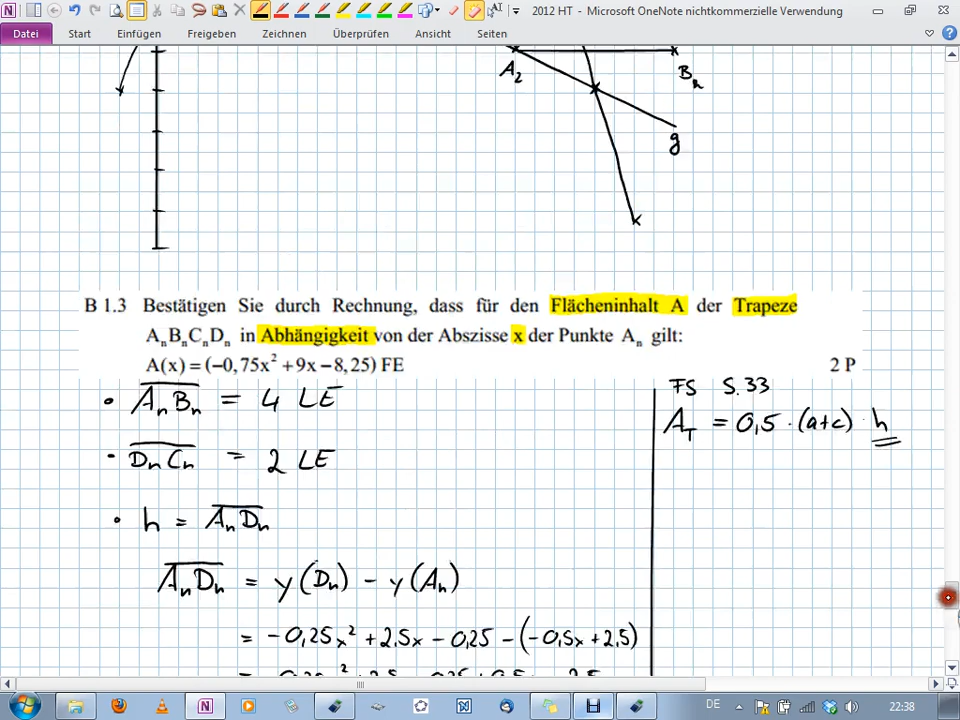 2012 HT - Microsoft OneNote nichtkommerzielle Verwendung
Datei Start Einfügen Freigeben Zeichnen Überprüfen Ansicht Seiten
A₂
Bₙ
g
x
B 1.3 Bestätigen Sie durch Rechnung, dass für den Flächeninhalt A der Trapeze
AₙBₙCₙDₙ in Abhängigkeit von der Abszisse x der Punkte Aₙ gilt:
A(x) = (−0,75x² + 9x − 8,25) FE 2 P
FS S. 33
• AₙBₙ = 4 LE
A_T = 0,5 · (a+c) · h
• DₙCₙ = 2 LE
• h = AₙDₙ
AₙDₙ = y(Dₙ) − y(Aₙ)
= −0,25x² + 2,5x − 0,25 − (−0,5x + 2,5)
DE
22:38